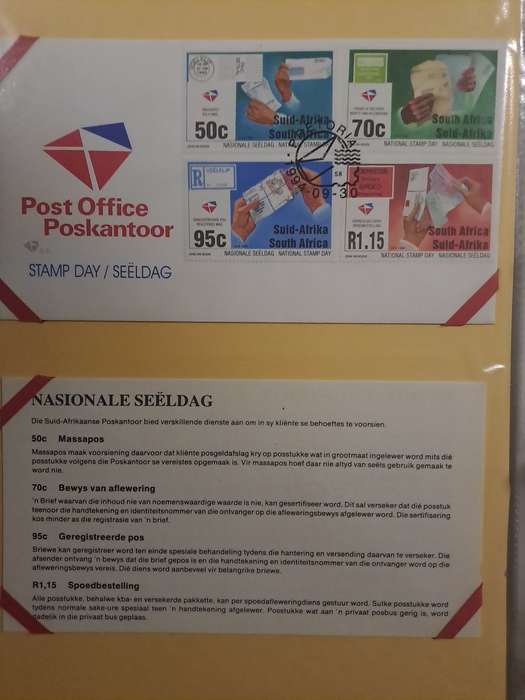 50c
Suid-Afrika
South Africa
NASIONALE SEËLDAG NATIONAL STAMP DAY
70c
South Africa
Suid-Afrika
NATIONAL STAMP DAY NASIONALE SEËLDAG
PRETORIA
1994-09-30
R
95c
Suid-Afrika
South Africa
NASIONALE SEËLDAG NATIONAL STAMP DAY
R1.15
South Africa
Suid-Afrika
NATIONAL STAMP DAY NASIONALE SEËLDAG
Post Office
Poskantoor
STAMP DAY / SEËLDAG
NASIONALE SEËLDAG
Die Suid-Afrikaanse Poskantoor bied verskillende dienste aan om in sy kliënte se behoeftes te voorsien.
50c Massapos
Massapos maak voorsiening daarvoor dat kliënte posgeldafslag kry op posstukke wat in grootmaat ingelewer word mits dié
posstukke volgens die Poskantoor se vereistes opgemaak is. Vir massapos hoef daar nie altyd van seëls gebruik gemaak te
word nie.
70c Bewys van aflewering
'n Brief waarvan die inhoud nie van noemenswaardige waarde is nie, kan gesertifiseer word. Dit sal verseker dat dié posstuk
teenoor die handtekening en identiteitsnommer van die ontvanger op die afleweringsbewys afgelewer word. Die sertifisering
kos minder as die registrasie van 'n brief.
95c Geregistreerde pos
Briewe kan geregistreer word ten einde spesiale behandeling tydens die hantering en versending daarvan te verseker. Die
afsender ontvang 'n bewys dat die brief gepos is en die handtekening en identiteitsnommer van die ontvanger word op die
afleweringsbewys vereis. Dié diens word aanbeveel vir belangrike briewe.
R1,15 Spoedbestelling
Alle posstukke, behalwe kba- en versekerde pakkette, kan per spoedafleweringdiens gestuur word. Sulke posstukke word
tydens normale sake-ure spesiaal teen 'n handtekening afgelewer. Posstukke wat aan 'n privaat posbus gerig is, word
dadelik in die privaat bus geplaas.